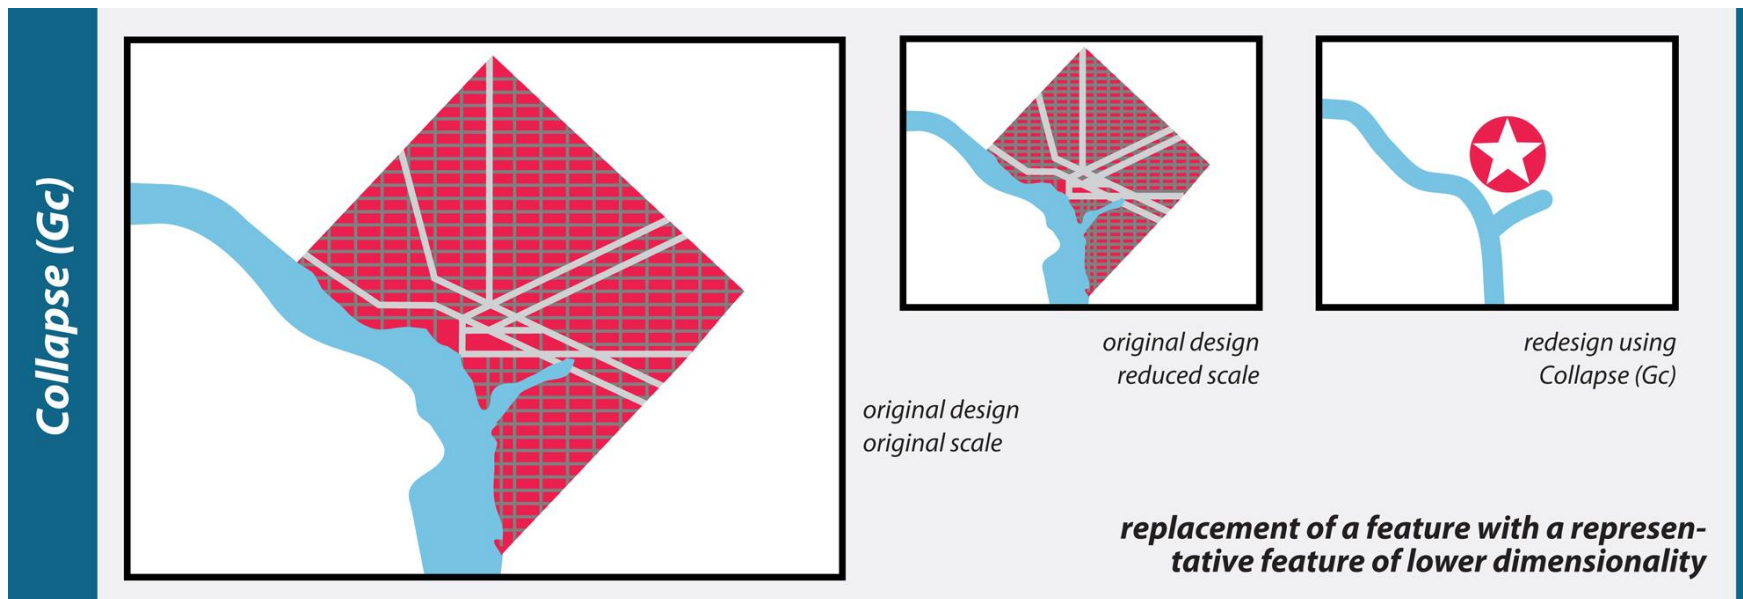 Collapse (Gc)
original design
original scale
original design
reduced scale
redesign using
Collapse (Gc)
replacement of a feature with a represen-
tative feature of lower dimensionality